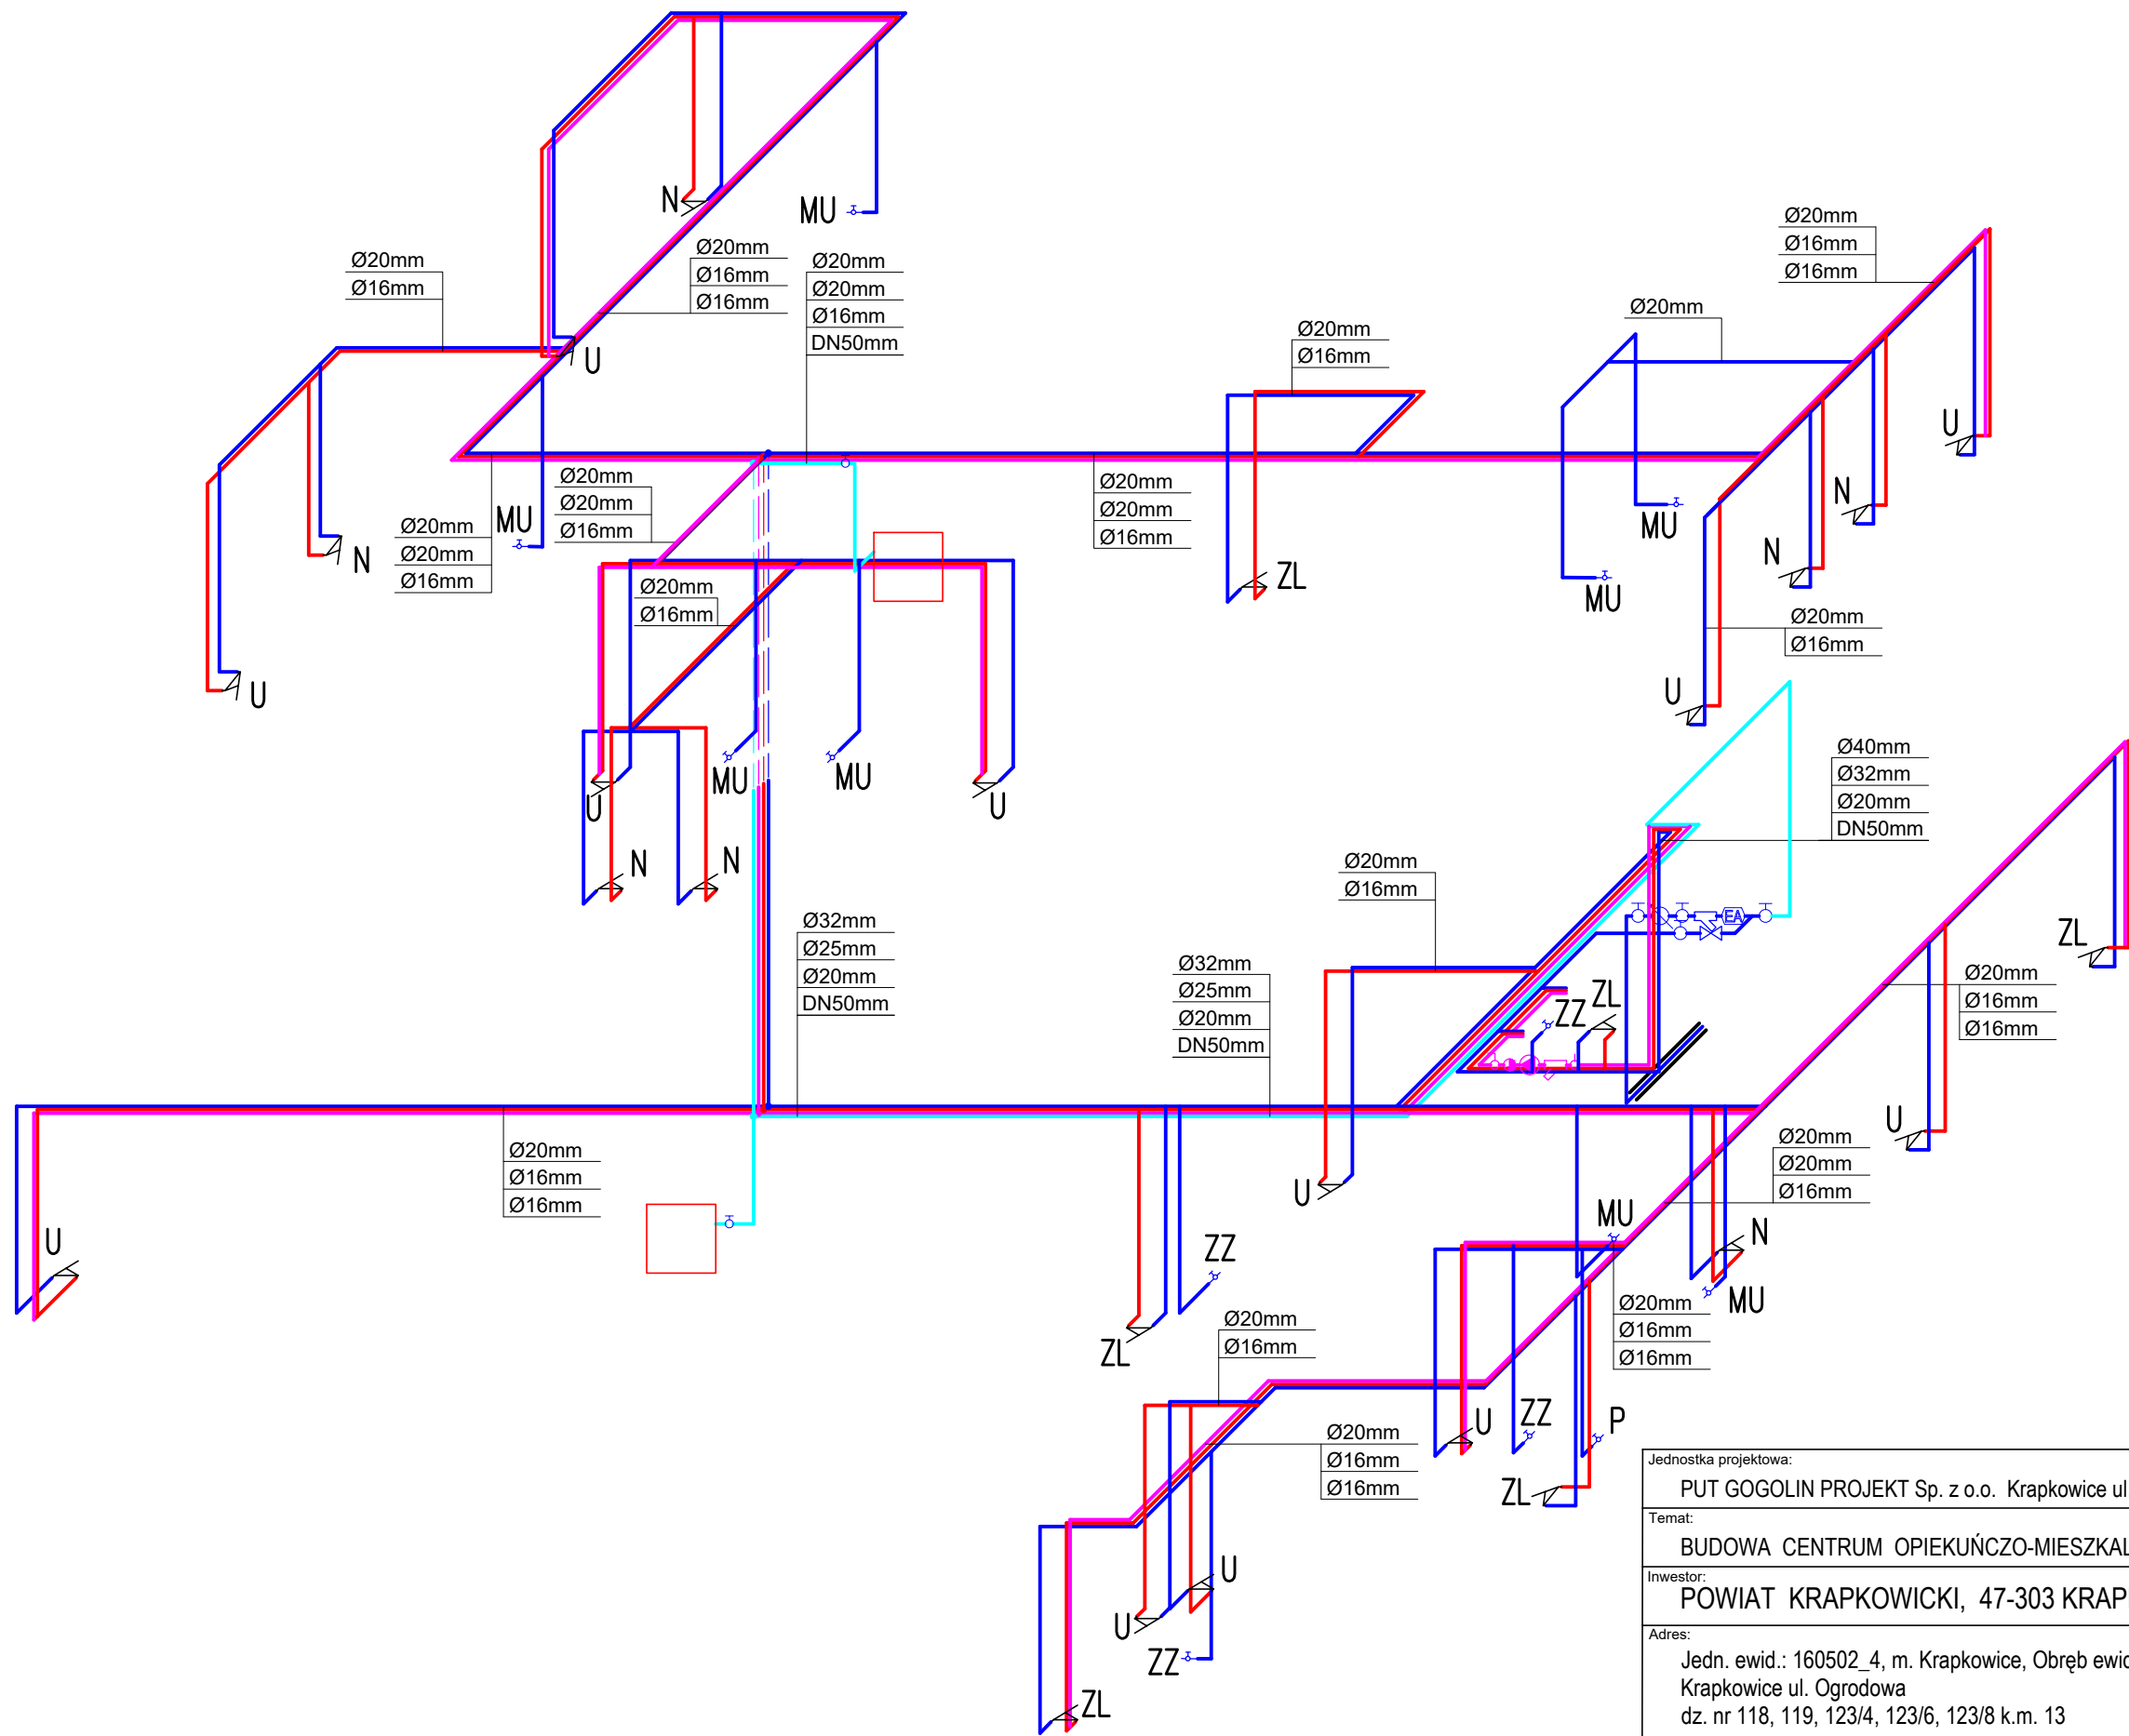 N
MU
Ø20mm
Ø16mm
Ø20mm
Ø16mm
Ø16mm
Ø20mm
Ø20mm
Ø16mm
DN50mm
U
Ø20mm
Ø16mm
Ø20mm
Ø20mm
Ø16mm
Ø16mm
U
N
N
Ø20mm
Ø20mm
Ø16mm
MU
N
Ø20mm
Ø20mm
Ø16mm
Ø20mm
Ø20mm
Ø16mm
MU
MU
ZL
Ø20mm
Ø16mm
U
Ø20mm
Ø16mm
U
U
MU
MU
U
N
N
Ø40mm
Ø32mm
Ø20mm
DN50mm
Ø20mm
Ø16mm
EA
ZL
Ø32mm
Ø25mm
Ø20mm
DN50mm
Ø32mm
Ø25mm
Ø20mm
DN50mm
ZZ
ZL
Ø20mm
Ø16mm
Ø16mm
U
Ø20mm
Ø16mm
Ø16mm
U
Ø20mm
Ø20mm
Ø16mm
U
ZZ
MU
N
MU
ZL
Ø20mm
Ø16mm
Ø20mm
Ø16mm
Ø16mm
U
ZZ
P
Ø20mm
Ø16mm
Ø16mm
ZL
U
U
ZZ
ZL
Jednostka projektowa:
PUT GOGOLIN PROJEKT Sp. z o.o. Krapkowice ul
Temat:
BUDOWA CENTRUM OPIEKUŃCZO-MIESZKAL
Inwestor:
POWIAT KRAPKOWICKI, 47-303 KRAP
Adres:
Jedn. ewid.: 160502_4, m. Krapkowice, Obręb ewid
Krapkowice ul. Ogrodowa
dz. nr 118, 119, 123/4, 123/6, 123/8 k.m. 13